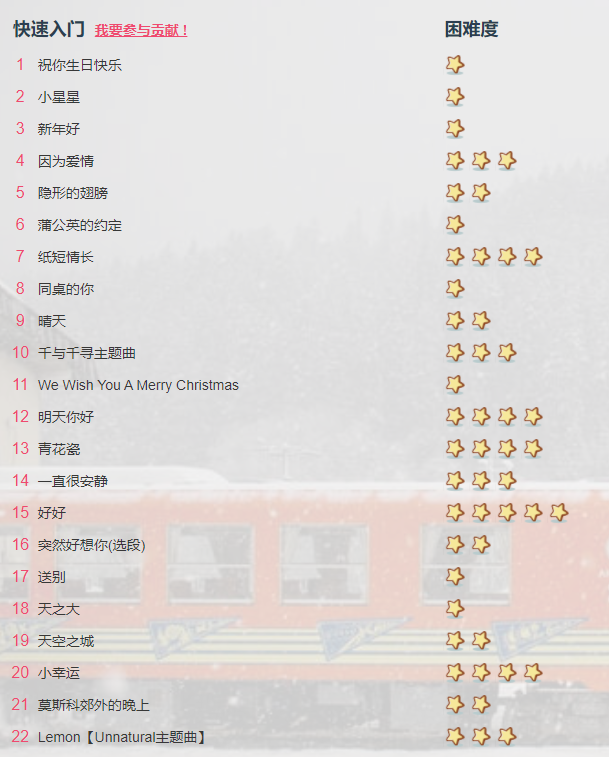 快速入门 我要参与贡献！ 困难度
1 祝你生日快乐
2 小星星
3 新年好
4 因为爱情
5 隐形的翅膀
6 蒲公英的约定
7 纸短情长
8 同桌的你
9 晴天
10 千与千寻主题曲
11 We Wish You A Merry Christmas
12 明天你好
13 青花瓷
14 一直很安静
15 好好
16 突然好想你(选段)
17 送别
18 天之大
19 天空之城
20 小幸运
21 莫斯科郊外的晚上
22 Lemon【Unnatural主题曲】